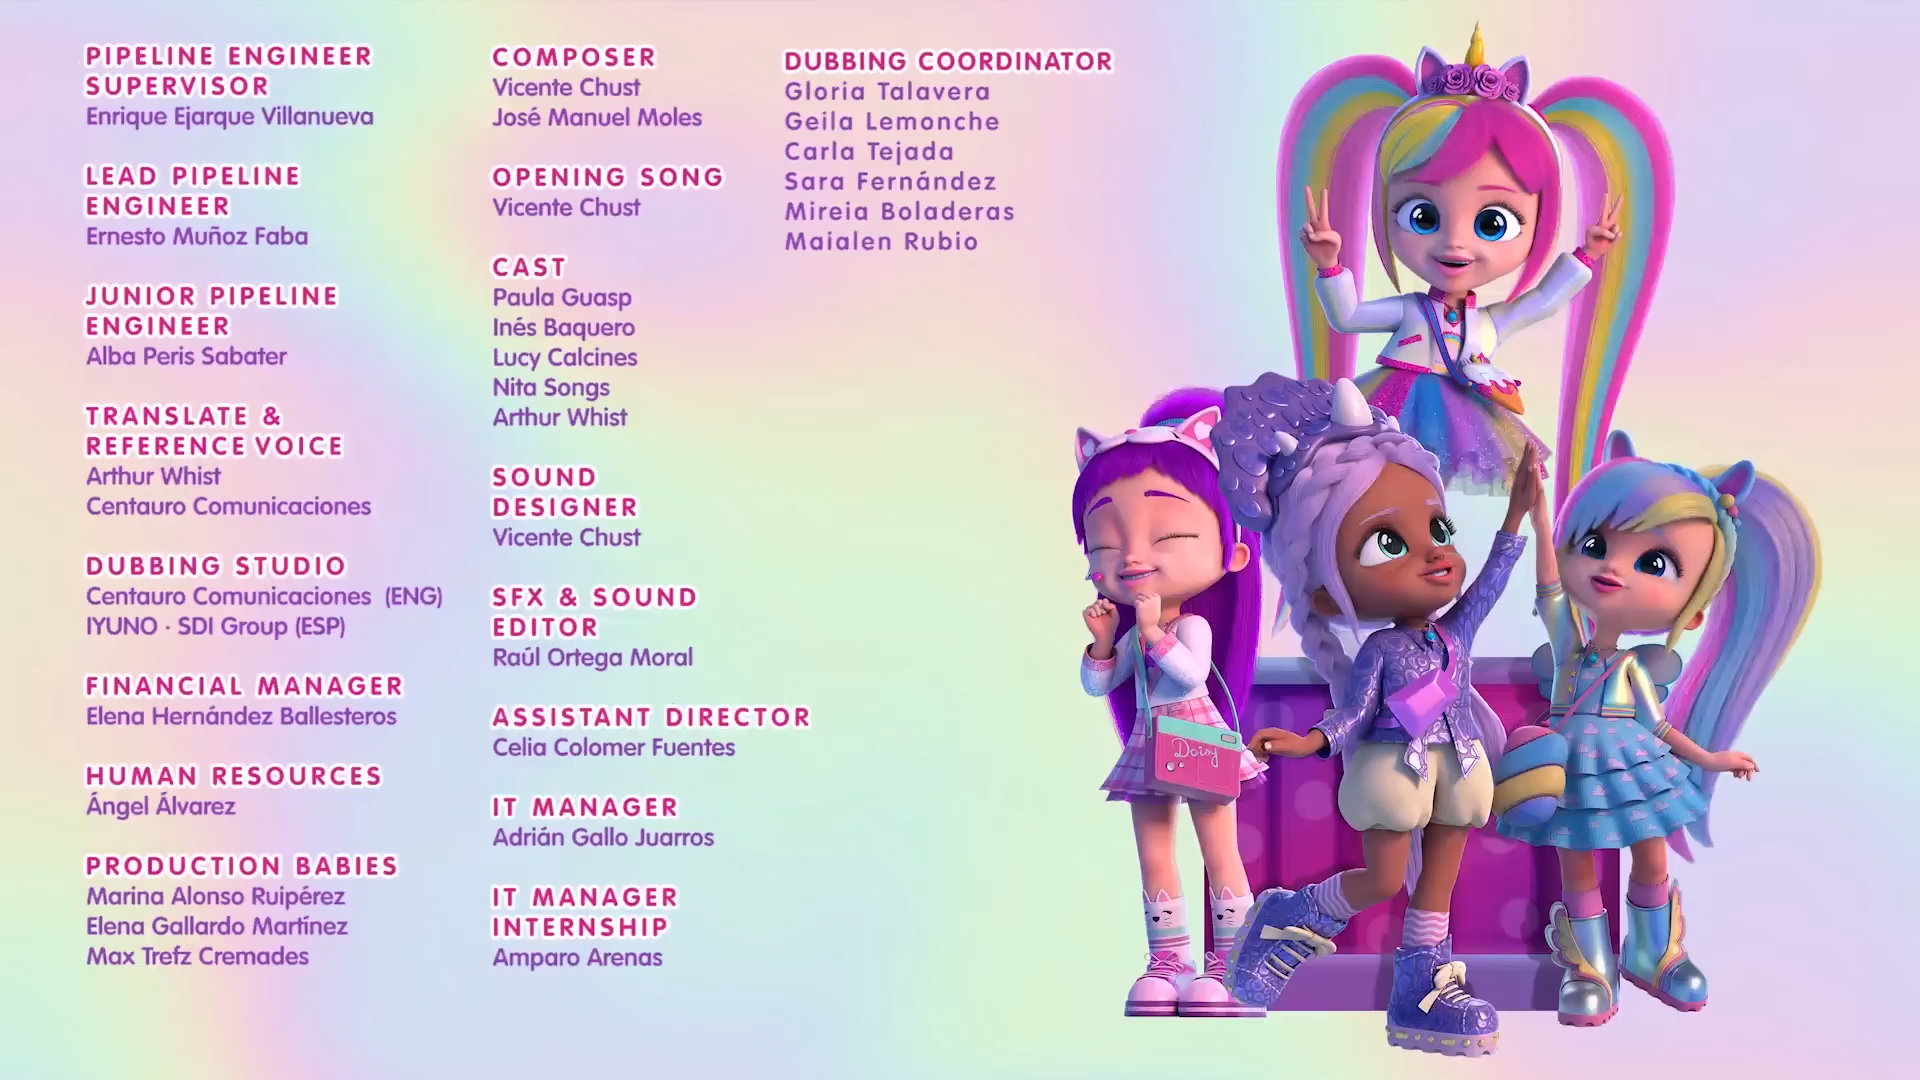 PIPELINE ENGINEER
SUPERVISOR
Enrique Ejarque Villanueva
LEAD PIPELINE
ENGINEER
Ernesto Muñoz Faba
JUNIOR PIPELINE
ENGINEER
Alba Peris Sabater
TRANSLATE &
REFERENCE VOICE
Arthur Whist
Centauro Comunicaciones
DUBBING STUDIO
Centauro Comunicaciones (ENG)
IYUNO · SDI Group (ESP)
FINANCIAL MANAGER
Elena Hernández Ballesteros
HUMAN RESOURCES
Ángel Álvarez
PRODUCTION BABIES
Marina Alonso Ruipérez
Elena Gallardo Martínez
Max Trefz Cremades
COMPOSER
Vicente Chust
José Manuel Moles
OPENING SONG
Vicente Chust
CAST
Paula Guasp
Inés Baquero
Lucy Calcines
Nita Songs
Arthur Whist
SOUND
DESIGNER
Vicente Chust
SFX & SOUND
EDITOR
Raúl Ortega Moral
ASSISTANT DIRECTOR
Celia Colomer Fuentes
IT MANAGER
Adrián Gallo Juarros
IT MANAGER
INTERNSHIP
Amparo Arenas
DUBBING COORDINATOR
Gloria Talavera
Geila Lemonche
Carla Tejada
Sara Fernández
Mireia Boladeras
Maialen Rubio
Daisy